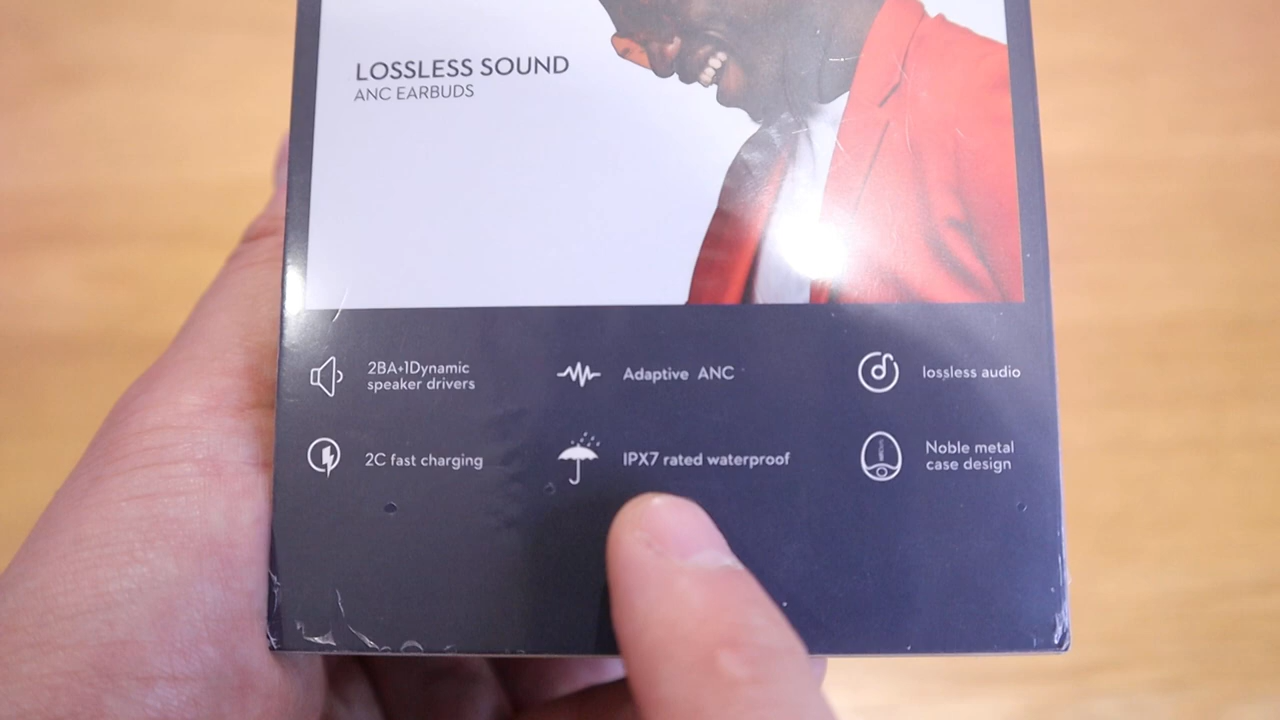 LOSSLESS SOUND
ANC EARBUDS
2BA+1Dynamic
speaker drivers
Adaptive ANC
lossless audio
2C fast charging
IPX7 rated waterproof
Noble metal
case design